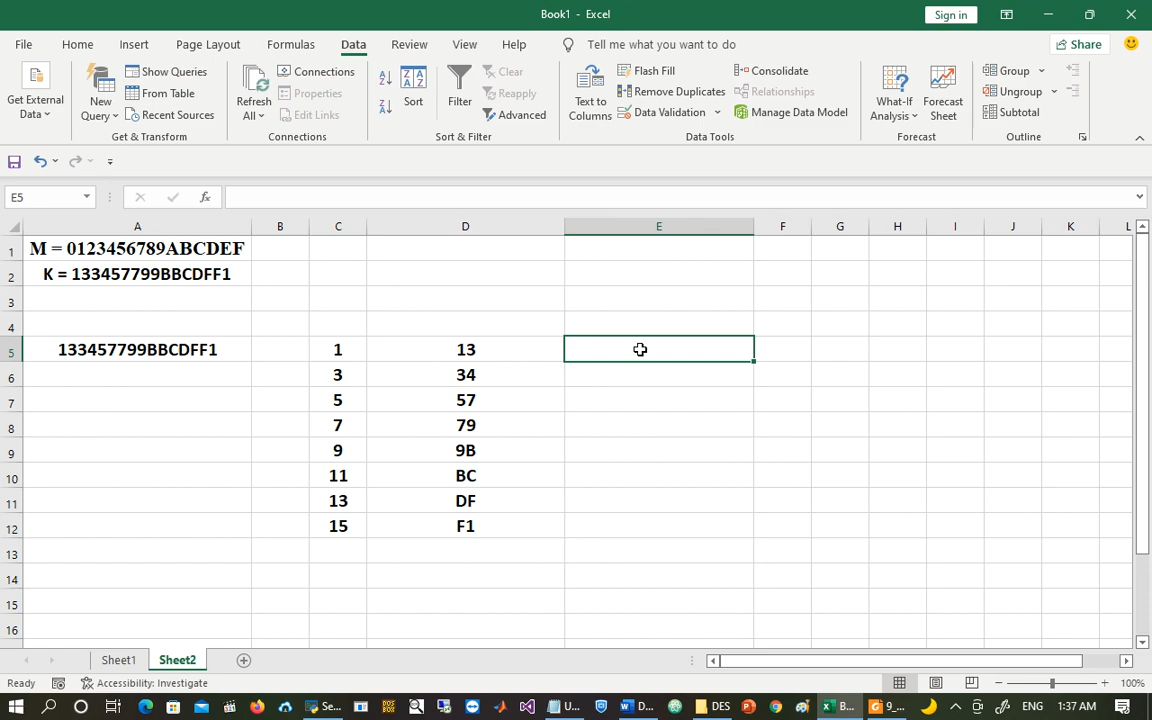 Book1 - Excel
Sign in
File Home Insert Page Layout Formulas Data Review View Help Tell me what you want to do Share
Get External Data
New Query
Show Queries
From Table
Recent Sources
Get & Transform
Refresh All
Connections
Properties
Edit Links
Connections
Sort
Filter
Clear
Reapply
Advanced
Sort & Filter
Text to Columns
Flash Fill
Remove Duplicates
Data Validation
Consolidate
Relationships
Manage Data Model
Data Tools
What-If Analysis
Forecast Sheet
Forecast
Group
Ungroup
Subtotal
Outline
E5 fx
A B C D E F G H I J K L
1 M = 0123456789ABCDEF
2 K = 133457799BBCDFF1
3
4
5 133457799BBCDFF1 1 13
6 3 34
7 5 57
8 7 79
9 9 9B
10 11 BC
11 13 DF
12 15 F1
13
14
15
16
Sheet1 Sheet2
Ready Accessibility: Investigate 100%
Se... U... D... DES B... 9_... ENG 1:37 AM